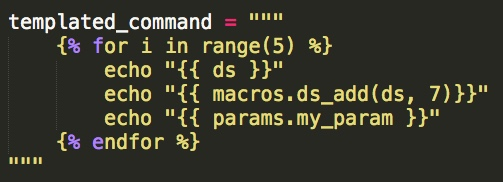 templated_command = """
    {% for i in range(5) %}
        echo "{{ ds }}"
        echo "{{ macros.ds_add(ds, 7)}}"
        echo "{{ params.my_param }}"
    {% endfor %}
"""